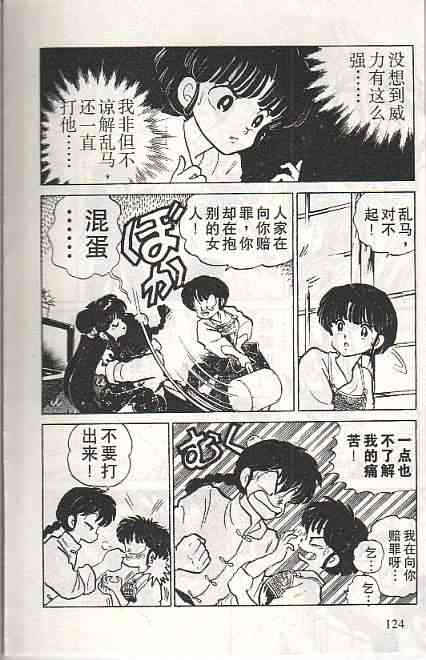 没想到威
力有这么
强……
我非但不
谅解乱马，
还一直
打他……
乱马，
对不
起！
人家在
向你赔
罪，你
却在抱
别的女
人！
ぼか
混蛋
……
一点也
不了解
我的痛
苦！
むく
我在向你
赔罪呀…
乞…
乞…
不要打
出来！
124